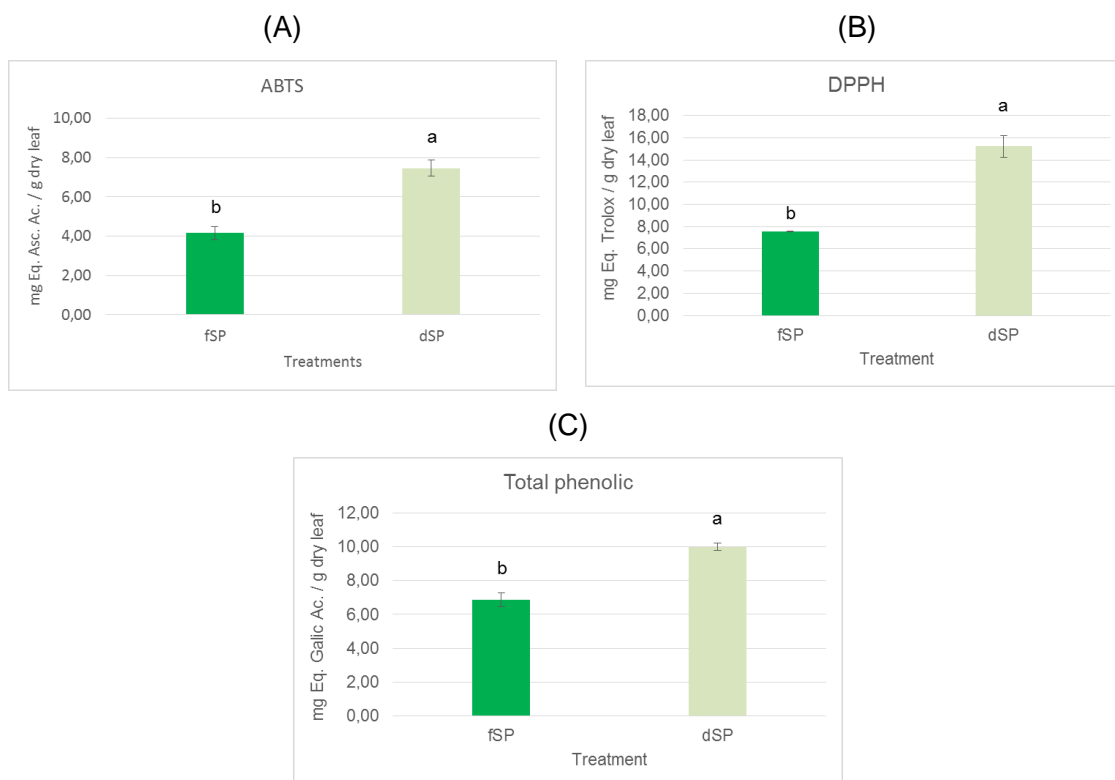 (A)
ABTS
mg Eq. Asc. Ac. / g dry leaf
10,00
8,00
6,00
4,00
2,00
0,00
b
a
fSP
dSP
Treatments
(B)
DPPH
mg Eq. Trolox / g dry leaf
18,00
16,00
14,00
12,00
10,00
8,00
6,00
4,00
2,00
0,00
b
a
fSP
dSP
Treatment
(C)
Total phenolic
mg Eq. Galic Ac. / g dry leaf
12,00
10,00
8,00
6,00
4,00
2,00
0,00
b
a
fSP
dSP
Treatment